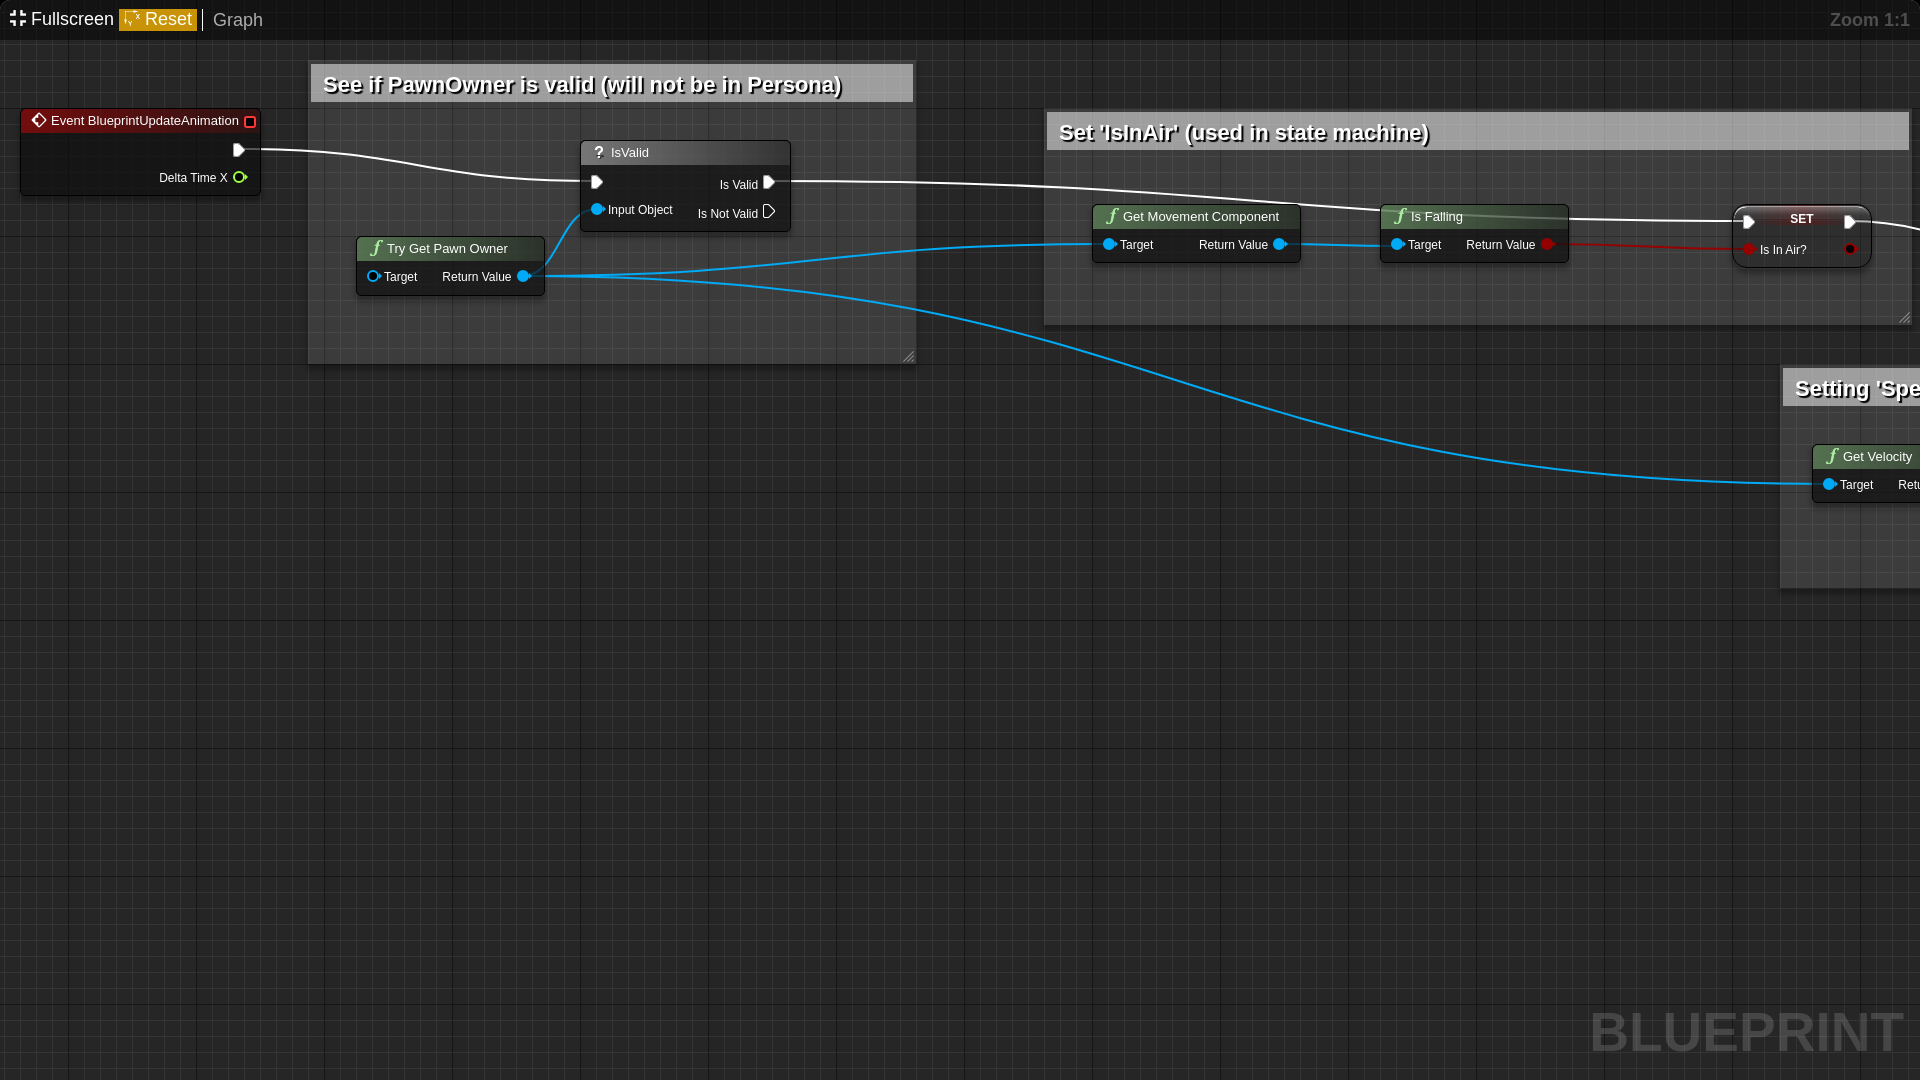 Fullscreen Reset Graph
Zoom 1:1
See if PawnOwner is valid (will not be in Persona)
Event BlueprintUpdateAnimation
Delta Time X
? IsValid
Is Valid
Input Object
Is Not Valid
f Try Get Pawn Owner
Target Return Value
Set 'IsInAir' (used in state machine)
f Get Movement Component
Target Return Value
f Is Falling
Target Return Value
SET
Is In Air?
Setting 'Spe
f Get Velocity
Target Retu
BLUEPRINT